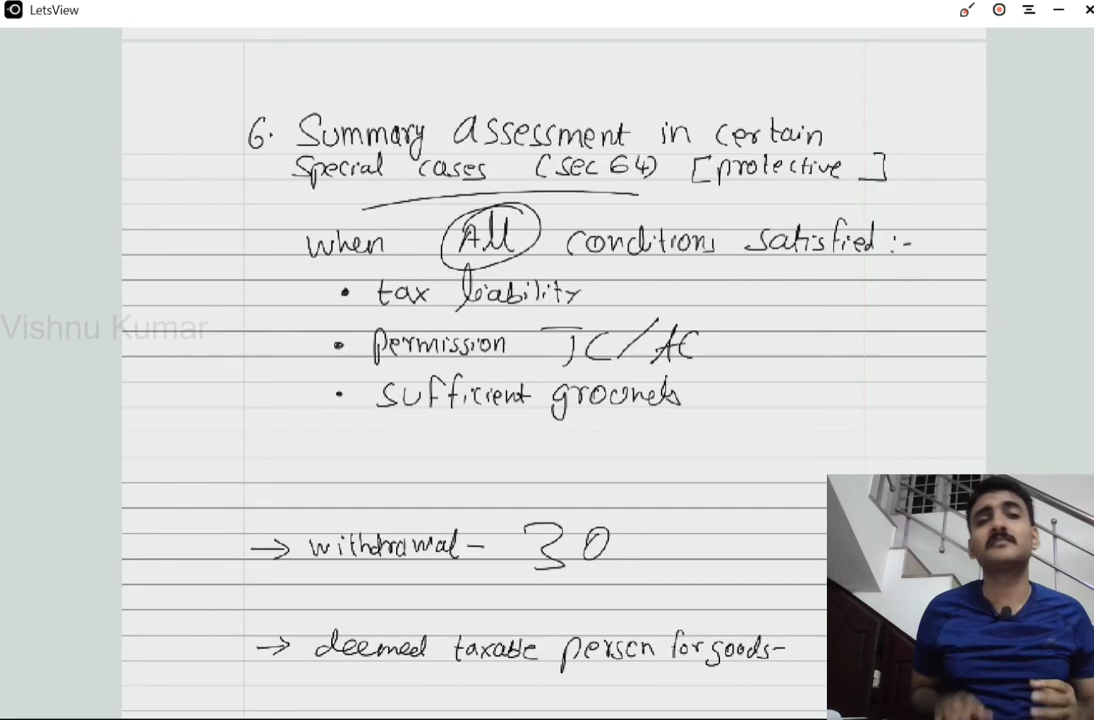 LetsView
6. Summary Assessment in certain
special cases (sec 64) [protective]
when All conditions satisfied :-
• tax liability
Vishnu Kumar
• permission JC/AC
• sufficient grounds
→ withdrawal - 30
→ deemed taxable person for goods -